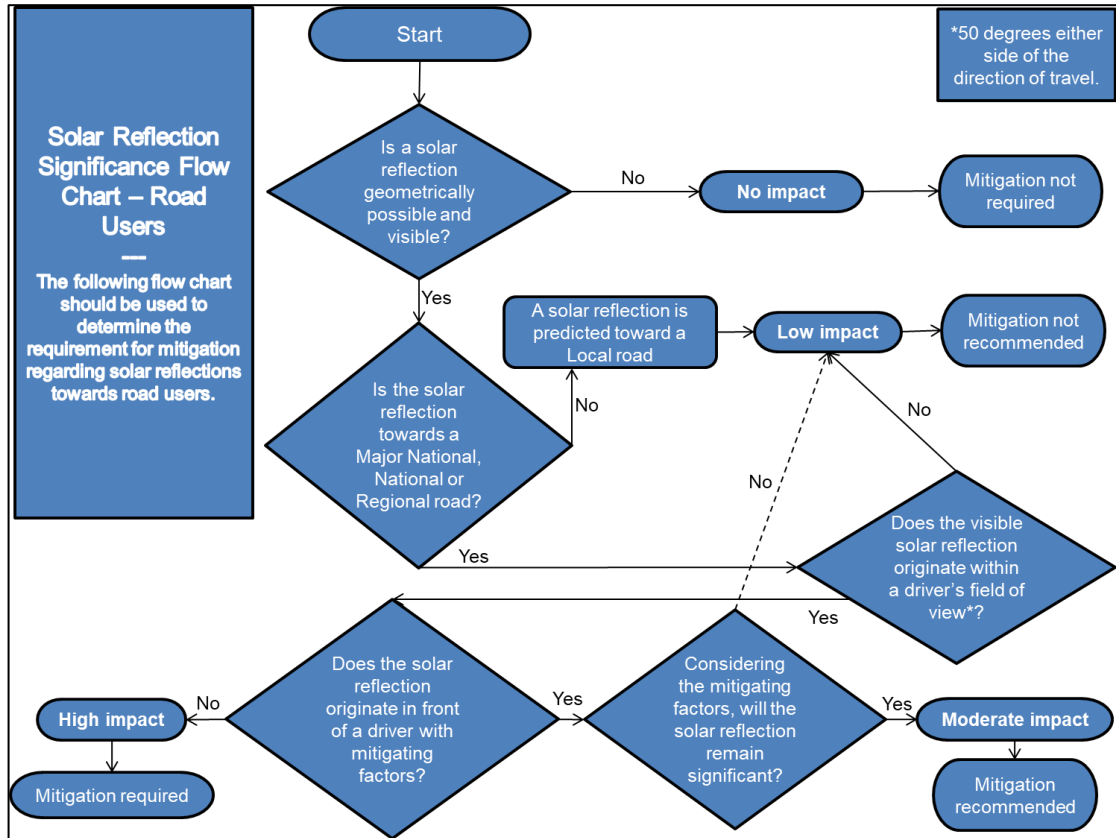 Solar Reflection
Significance Flow
Chart – Road
Users
—
The following flow chart
should be used to
determine the
requirement for mitigation
regarding solar reflections
towards road users.
Start
*50 degrees either
side of the
direction of travel.
Is a solar
reflection
geometrically
possible and
visible?
No
No impact
Mitigation not
required
Yes
A solar reflection is
predicted toward a
Local road
Low impact
Mitigation not
recommended
Is the solar
reflection
towards a
Major National,
National or
Regional road?
No
No
No
Does the visible
solar reflection
originate within
a driver’s field of
view*?
Yes
Yes
Does the solar
reflection
originate in front
of a driver with
mitigating
factors?
No
High impact
Mitigation required
Yes
Considering
the mitigating
factors, will the
solar reflection
remain
significant?
Yes
Moderate impact
Mitigation
recommended